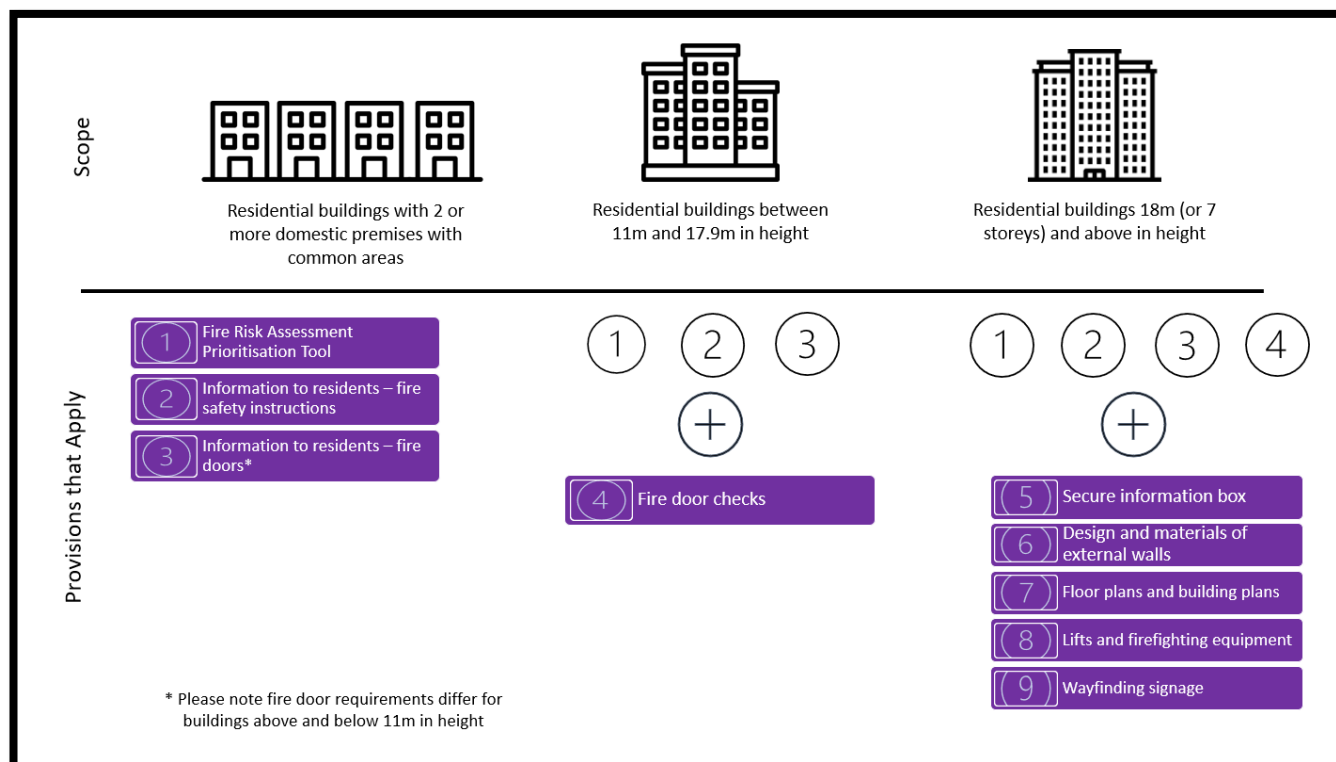 Scope
Residential buildings with 2 or
more domestic premises with
common areas
Residential buildings between
11m and 17.9m in height
Residential buildings 18m (or 7
storeys) and above in height
Provisions that Apply
1 Fire Risk Assessment
Prioritisation Tool
2 Information to residents – fire
safety instructions
3 Information to residents – fire
doors*
* Please note fire door requirements differ for
buildings above and below 11m in height
1 2 3
+
4 Fire door checks
1 2 3 4
+
5 Secure information box
6 Design and materials of
external walls
7 Floor plans and building plans
8 Lifts and firefighting equipment
9 Wayfinding signage